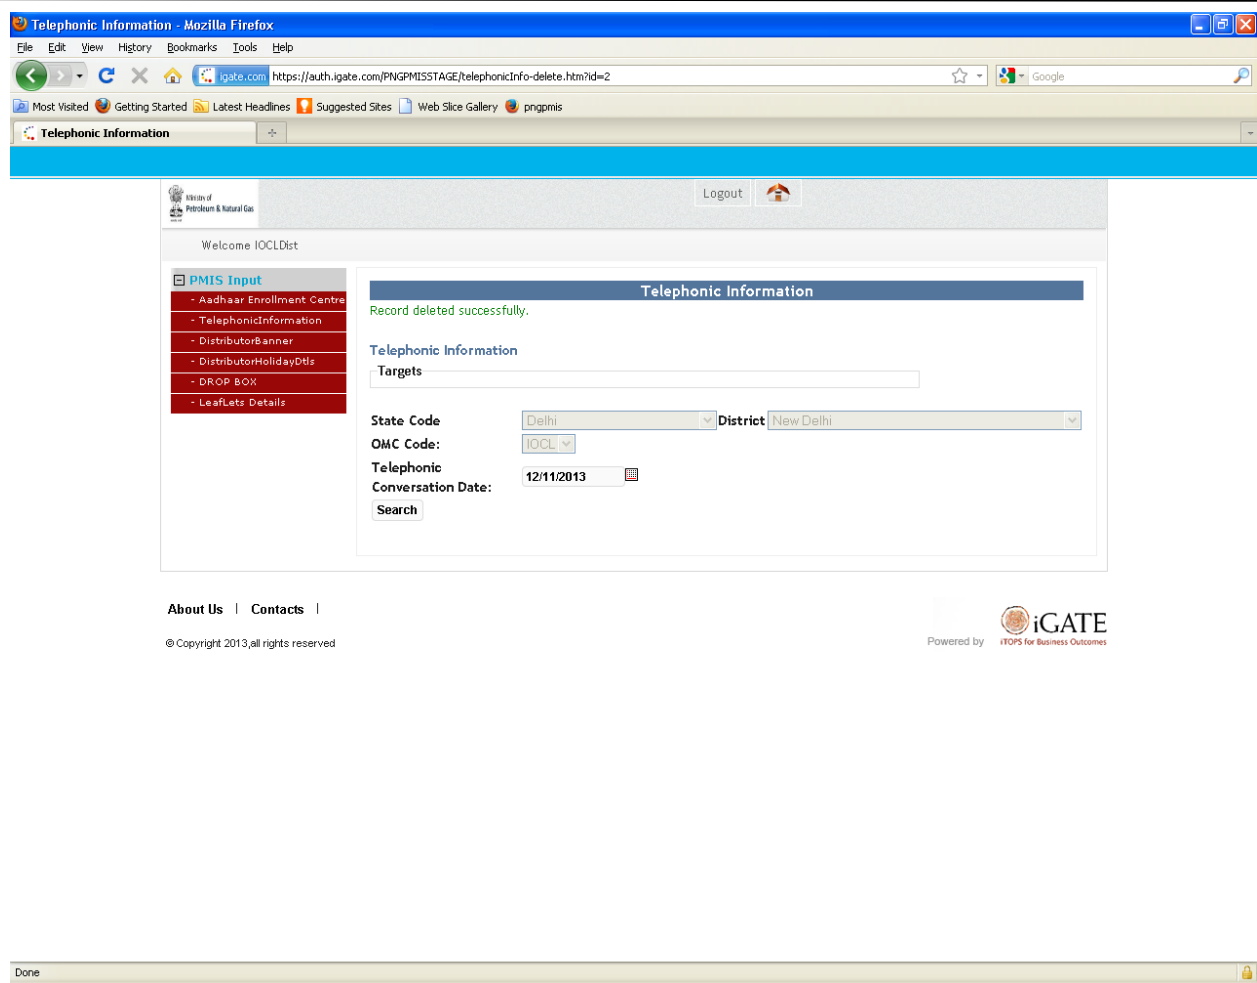 Telephonic Information - Mozilla Firefox
File Edit View History Bookmarks Tools Help
igate.com https://auth.igate.com/PNGPMISSTAGE/telephonicInfo-delete.htm?id=2
Google
Most Visited Getting Started Latest Headlines Suggested Sites Web Slice Gallery pngpmis
Telephonic Information
Ministry of
Petroleum & Natural Gas
Logout
Welcome IOCLDist
PMIS Input
- Aadhaar Enrollment Centre
- TelephonicInformation
- DistributorBanner
- DistributorHolidayDtls
- DROP BOX
- LeafLets Details
Telephonic Information
Record deleted successfully.
Telephonic Information
Targets
State Code Delhi District New Delhi
OMC Code: IOCL
Telephonic
Conversation Date: 12/11/2013
Search
About Us | Contacts |
© Copyright 2013,all rights reserved
Powered by iGATE
iTOPS for Business Outcomes
Done